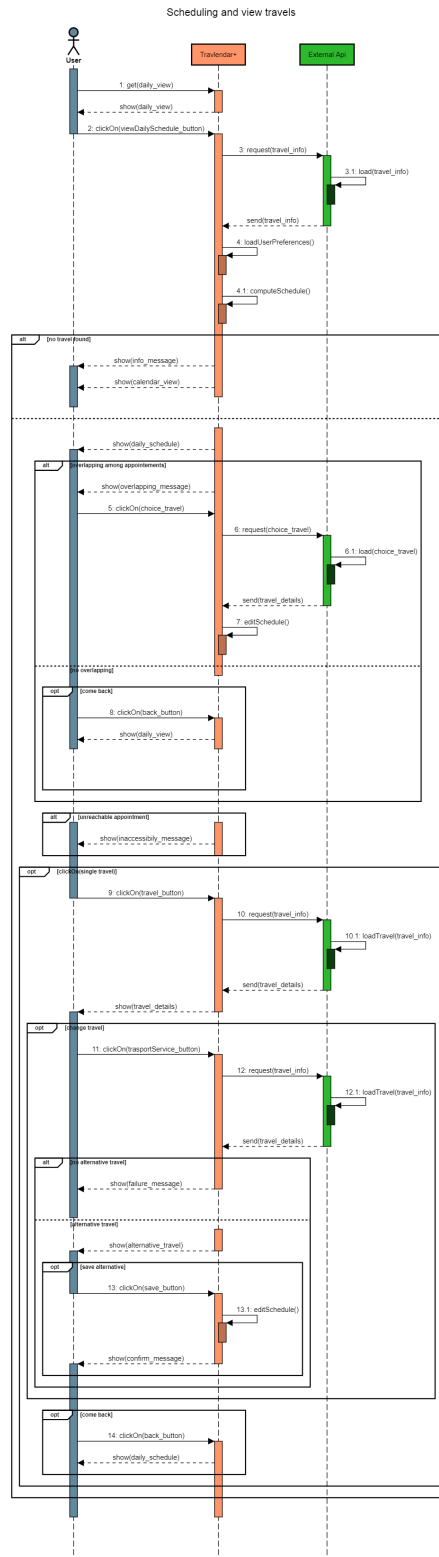 Scheduling and view travels
User
Travlendar+
External Api
1: get(daily_view)
show(daily_view)
2: clickOn(viewDailySchedule_button)
3: request(travel_info)
3.1: load(travel_info)
send(travel_info)
4: loadUserPreferences()
4.1: computeSchedule()
alt [no travel found]
show(info_message)
show(calendar_view)
show(daily_schedule)
alt [overlapping among appointements]
show(overlapping_message)
5: clickOn(choice_travel)
6: request(choice_travel)
6.1: load(choice_travel)
send(travel_details)
7: editSchedule()
[no overlapping]
opt [come back]
8: clickOn(back_button)
show(daily_view)
alt [unreachable appointment]
show(inaccessibily_message)
opt [clickOn(single travel)]
9: clickOn(travel_button)
10: request(travel_info)
10.1: loadTravel(travel_info)
send(travel_details)
show(travel_details)
opt [change travel]
11: clickOn(trasportService_button)
12: request(travel_info)
12.1: loadTravel(travel_info)
send(travel_details)
alt [no alternative travel]
show(failure_message)
[alternative travel]
show(alternative_travel)
opt [save alternative]
13: clickOn(save_button)
13.1: editSchedule()
show(confirm_message)
opt [come back]
14: clickOn(back_button)
show(daily_schedule)